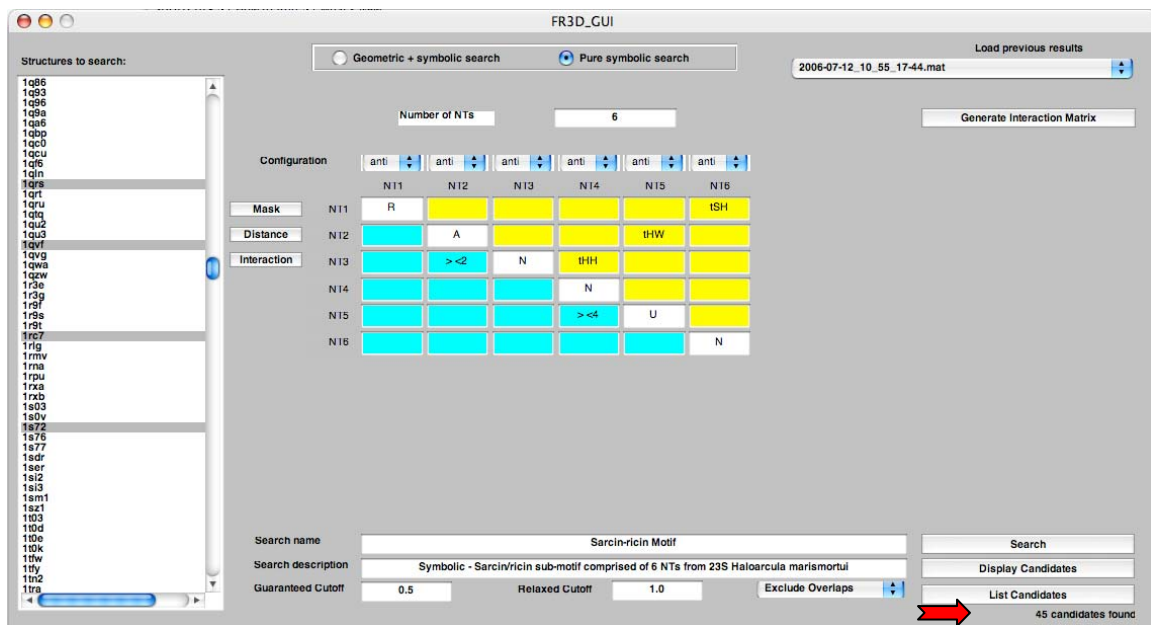 FR3D_GUI
Structures to search:
Geometric + symbolic search
Pure symbolic search
Load previous results
2006-07-12_10_55_17-44.mat
Number of NTs
6
Generate Interaction Matrix
Configuration
anti anti anti anti anti anti
NT1 NT2 NT3 NT4 NT5 NT6
Mask NT1 R tSH
Distance NT2 A tHW
Interaction NT3 > <2 N tHH
NT4 N
NT5 > <4 U
NT6 N
1q86
1q93
1q96
1q9a
1qa6
1qbp
1qc0
1qcu
1qf6
1qln
1qrs
1qrt
1qru
1qtq
1qu2
1qu3
1qvf
1qvg
1qwa
1qzw
1r3e
1r3g
1r9f
1r9s
1r9t
1rc7
1rlg
1rmv
1rna
1rpu
1rxa
1rxb
1s03
1s0v
1s72
1s76
1s77
1sdr
1ser
1si2
1si3
1sm1
1sz1
1t03
1t0d
1t0e
1t0k
1tfw
1tfy
1tn2
1tra
Search name
Sarcin-ricin Motif
Search
Search description
Symbolic - Sarcin/ricin sub-motif comprised of 6 NTs from 23S Haloarcula marismortui
Display Candidates
Guaranteed Cutoff
0.5
Relaxed Cutoff
1.0
Exclude Overlaps
List Candidates
45 candidates found